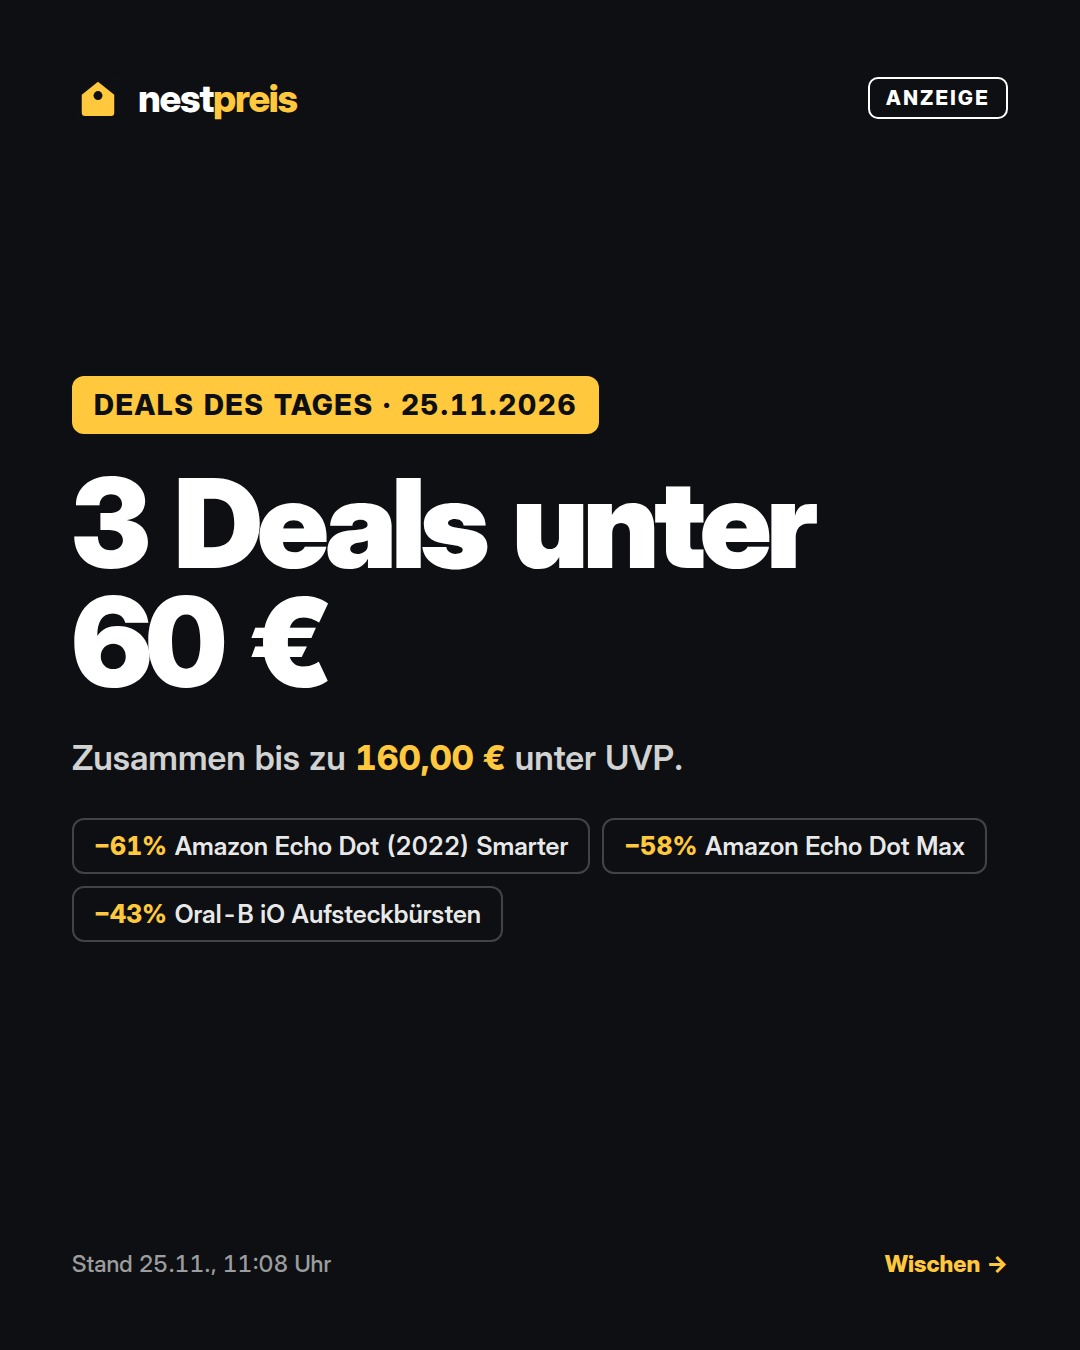 nestpreis
ANZEIGE
DEALS DES TAGES · 25.11.2026
3 Deals unter
60 €
Zusammen bis zu 160,00 € unter UVP.
−61% Amazon Echo Dot (2022) Smarter
−58% Amazon Echo Dot Max
−43% Oral-B iO Aufsteckbürsten
Stand 25.11., 11:08 Uhr
Wischen →